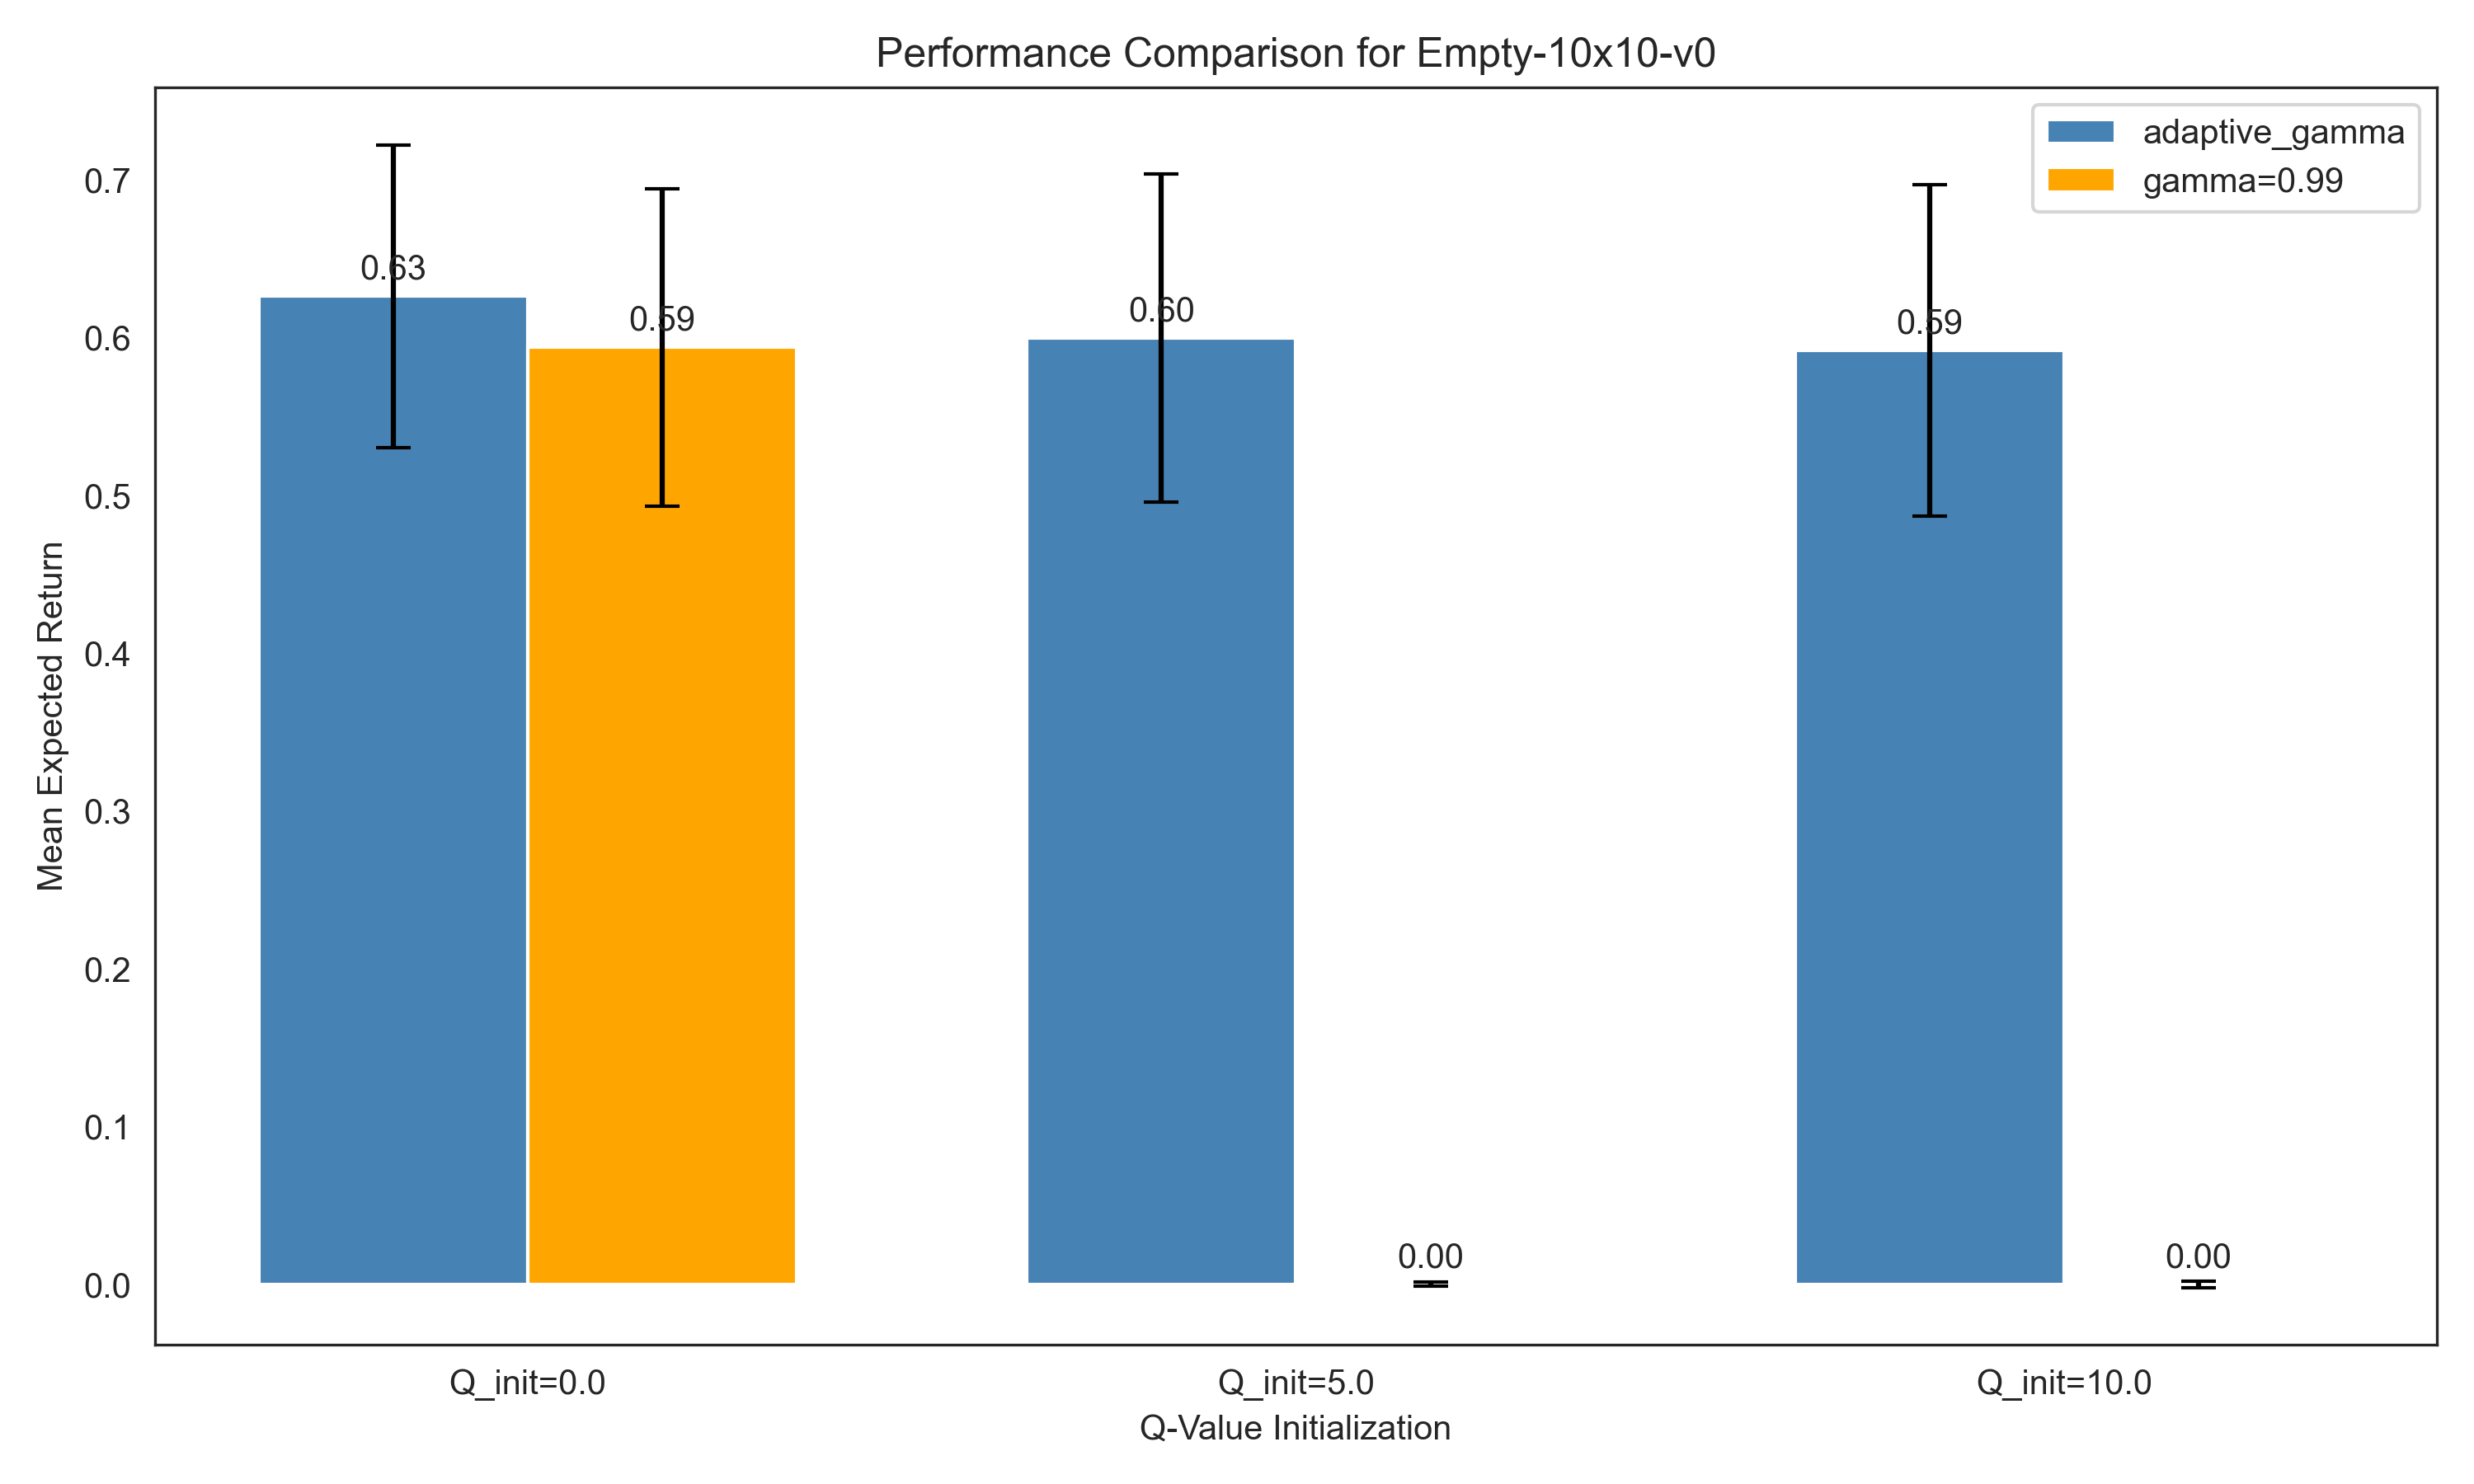 Performance Comparison for Empty-10x10-v0
adaptive_gamma
gamma=0.99
Mean Expected Return
0.7
0.6
0.5
0.4
0.3
0.2
0.1
0.0
0.63
0.59
0.60
0.00
0.59
0.00
Q_init=0.0
Q_init=5.0
Q_init=10.0
Q-Value Initialization